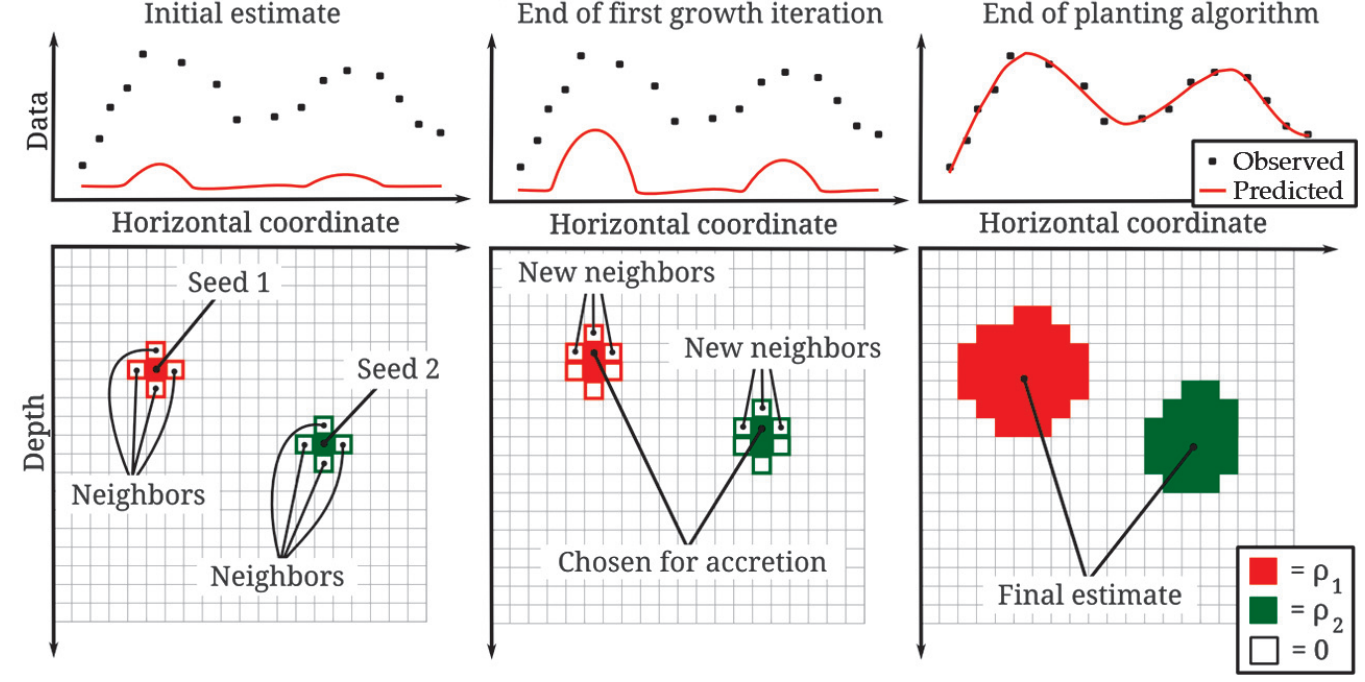 Initial estimate
End of first growth iteration
End of planting algorithm
Data
Observed
Predicted
Horizontal coordinate
Horizontal coordinate
Horizontal coordinate
Depth
Seed 1
Seed 2
Neighbors
Neighbors
New neighbors
New neighbors
Chosen for accretion
Final estimate
= ρ1
= ρ2
= 0